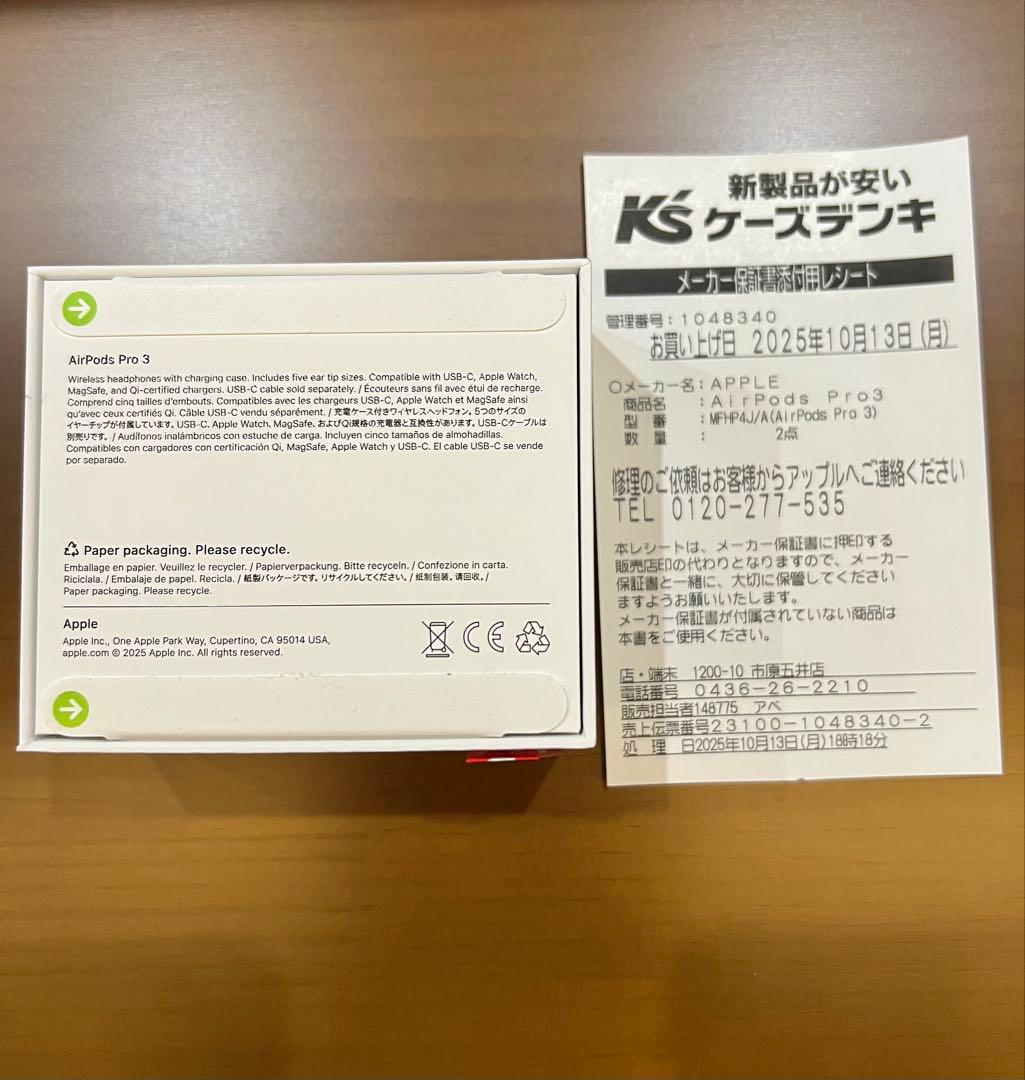 AirPods Pro 3
Wireless headphones with charging case. Includes five ear tip sizes. Compatible with USB-C, Apple Watch,
MagSafe, and Qi-certified chargers. USB-C cable sold separately. / Écouteurs sans fil avec étui de recharge.
Comprend cinq tailles d'embouts. Compatibles avec les chargeurs USB-C, Apple Watch et MagSafe ainsi
qu'avec ceux certifiés Qi. Câble USB-C vendu séparément. / 充電ケース付きワイヤレスヘッドフォン。5つのサイズの
イヤーチップが付属しています。USB-C、Apple Watch、MagSafe、およびQi規格の充電器と互換性があります。USB-Cケーブルは
別売りです。/ Audífonos inalámbricos con estuche de carga. Incluyen cinco tamaños de almohadillas.
Compatibles con cargadores con certificación Qi, MagSafe, Apple Watch y USB-C. El cable USB-C se vende
por separado.
Paper packaging. Please recycle.
Emballage en papier. Veuillez le recycler. / Papierverpackung. Bitte recyceln. / Confezione in carta.
Riciclala. / Embalaje de papel. Recicla. / 紙製パッケージです。リサイクルしてください。/ 纸制包装。请回收。/
Paper packaging. Please recycle.
Apple
Apple Inc., One Apple Park Way, Cupertino, CA 95014 USA,
apple.com © 2025 Apple Inc. All rights reserved.
CE
新製品が安い
K's ケーズデンキ
メーカー保証書添付用レシート
管理番号:1048340
お買い上げ日 2025年10月13日(月)
○メーカー名:APPLE
商品名 :AirPods Pro3
型 番 :MFHP4J/A(AirPods Pro 3)
数 量 : 2点
修理のご依頼はお客様からアップルへご連絡ください
TEL 0120-277-535
本レシートは、メーカー保証書に押印する
販売店印の代わりとなりますので、メーカー
保証書と一緒に、大切に保管してください
ますようお願いいたします。
メーカー保証書が付属されていない商品は
本書をご使用ください。
店・端末 1200-10 市原五井店
電話番号 0436-26-2210
販売担当者148775 アベ
売上伝票番号23100-1048340-2
処 理 日2025年10月13日(月)18時18分